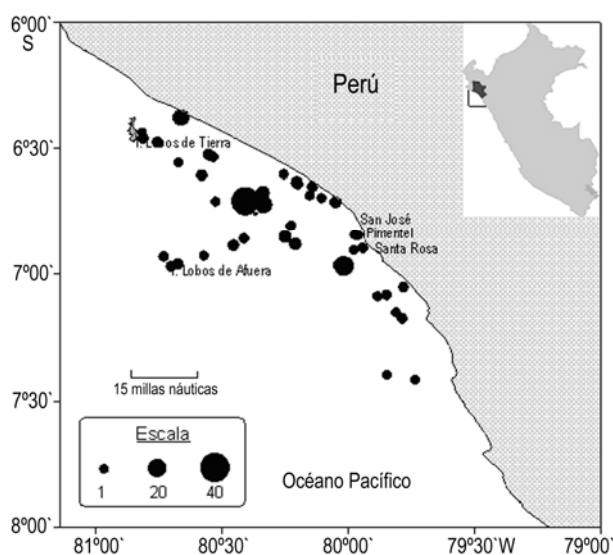 6º00`
S
Perú
6º30`
I. Lobos de Tierra
San José
Pimentel
Santa Rosa
7º00`
I. Lobos de Afuera
15 millas náuticas
7º30`
Escala
1 20 40
Océano Pacífico
8º00`
81º00` 80º30` 80º00` 79º30` W 79º00`